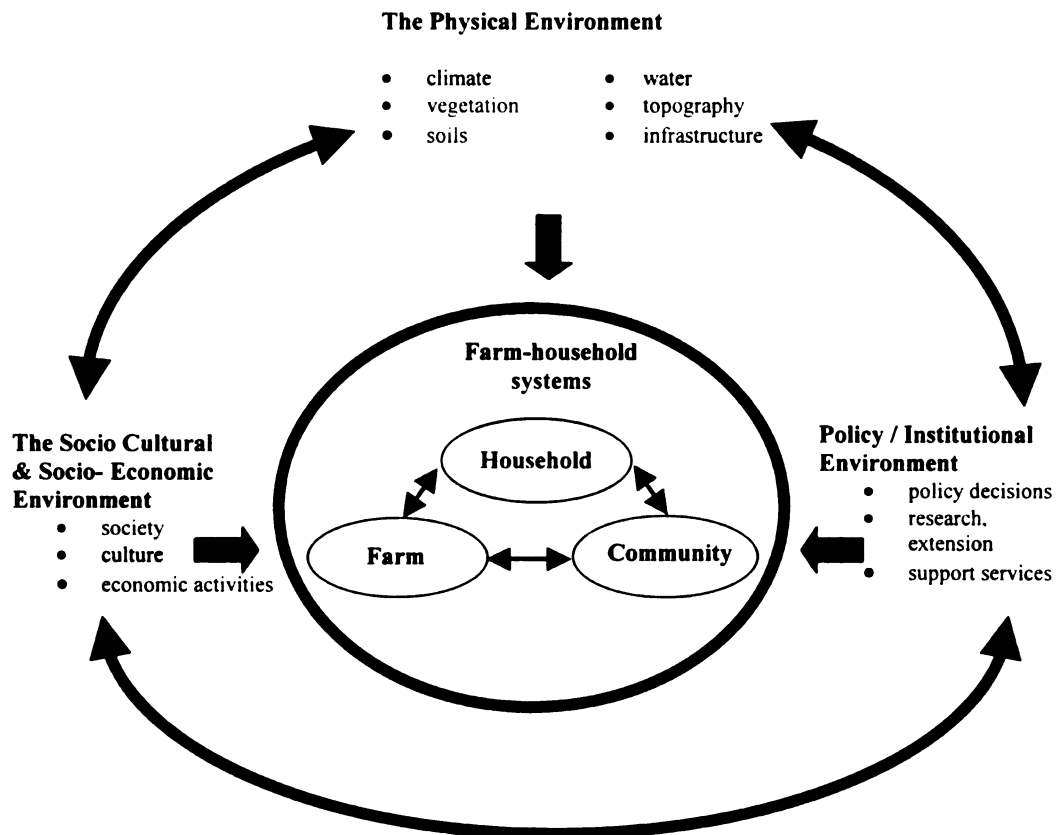 The Physical Environment
• climate
• vegetation
• soils
• water
• topography
• infrastructure
Farm-household
systems
Household
Farm
Community
The Socio Cultural
& Socio- Economic
Environment
• society
• culture
• economic activities
Policy / Institutional
Environment
• policy decisions
• research,
extension
• support services